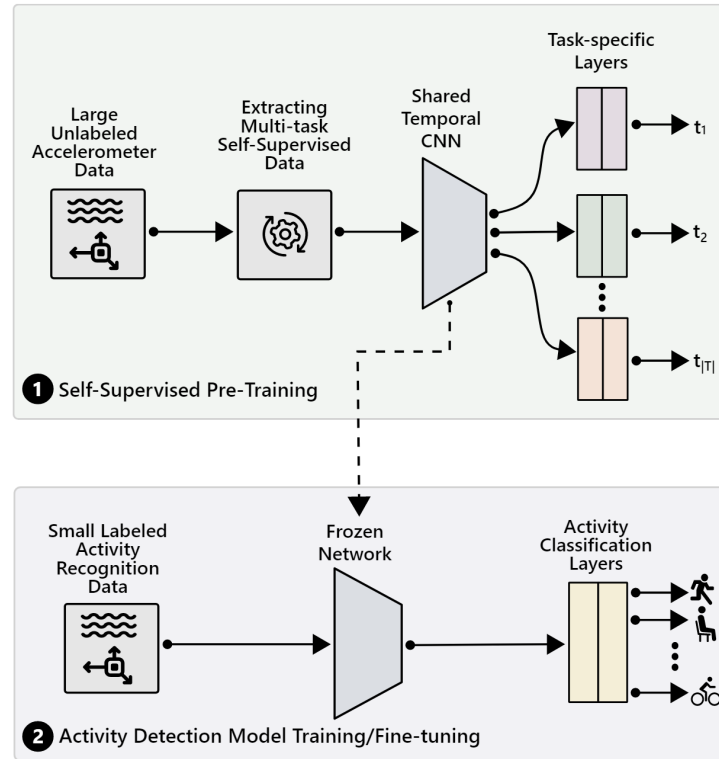 Task-specific
Layers
Shared
Temporal
CNN
Extracting
Multi-task
Self-Supervised
Data
Large
Unlabeled
Accelerometer
Data
t1
t2
t|T|
1 Self-Supervised Pre-Training
Small Labeled
Activity
Recognition
Data
Frozen
Network
Activity
Classification
Layers
2 Activity Detection Model Training/Fine-tuning